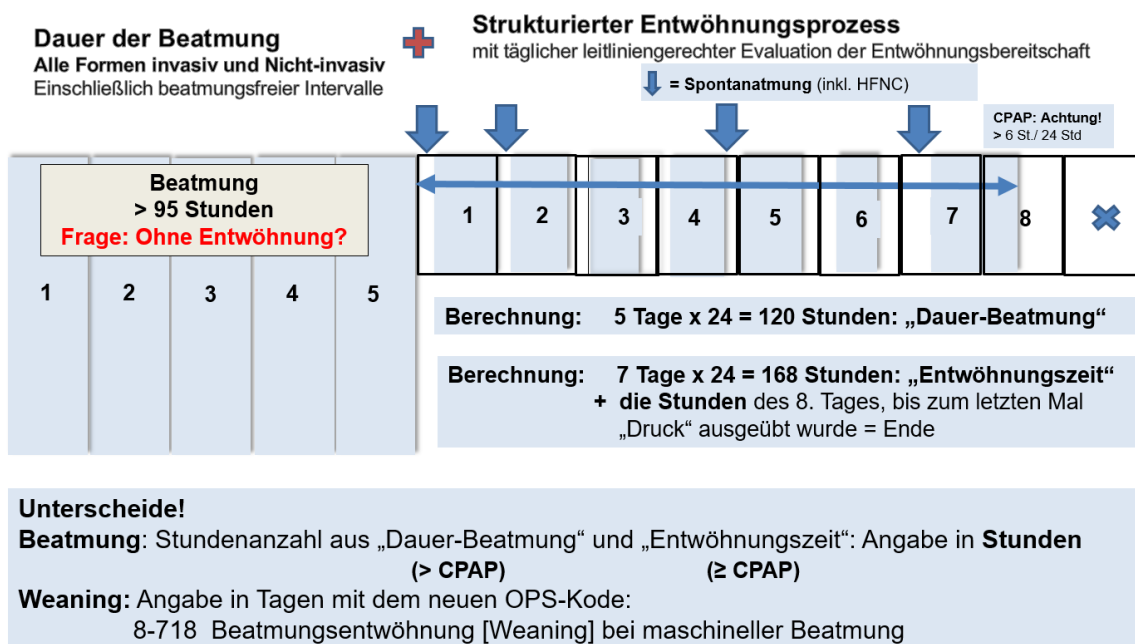 Dauer der Beatmung
Alle Formen invasiv und Nicht-invasiv
Einschließlich beatmungsfreier Intervalle
Strukturierter Entwöhnungsprozess
mit täglicher leitliniengerechter Evaluation der Entwöhnungsbereitschaft
= Spontanatmung (inkl. HFNC)
CPAP: Achtung!
> 6 St./ 24 Std
Beatmung
> 95 Stunden
Frage: Ohne Entwöhnung?
1 2 3 4 5
1 2 3 4 5 6 7 8
Berechnung: 5 Tage x 24 = 120 Stunden: „Dauer-Beatmung“
Berechnung: 7 Tage x 24 = 168 Stunden: „Entwöhnungszeit“
+ die Stunden des 8. Tages, bis zum letzten Mal
„Druck“ ausgeübt wurde = Ende
Unterscheide!
Beatmung: Stundenanzahl aus „Dauer-Beatmung“ und „Entwöhnungszeit“: Angabe in Stunden
(> CPAP) (≥ CPAP)
Weaning: Angabe in Tagen mit dem neuen OPS-Kode:
8-718 Beatmungsentwöhnung [Weaning] bei maschineller Beatmung